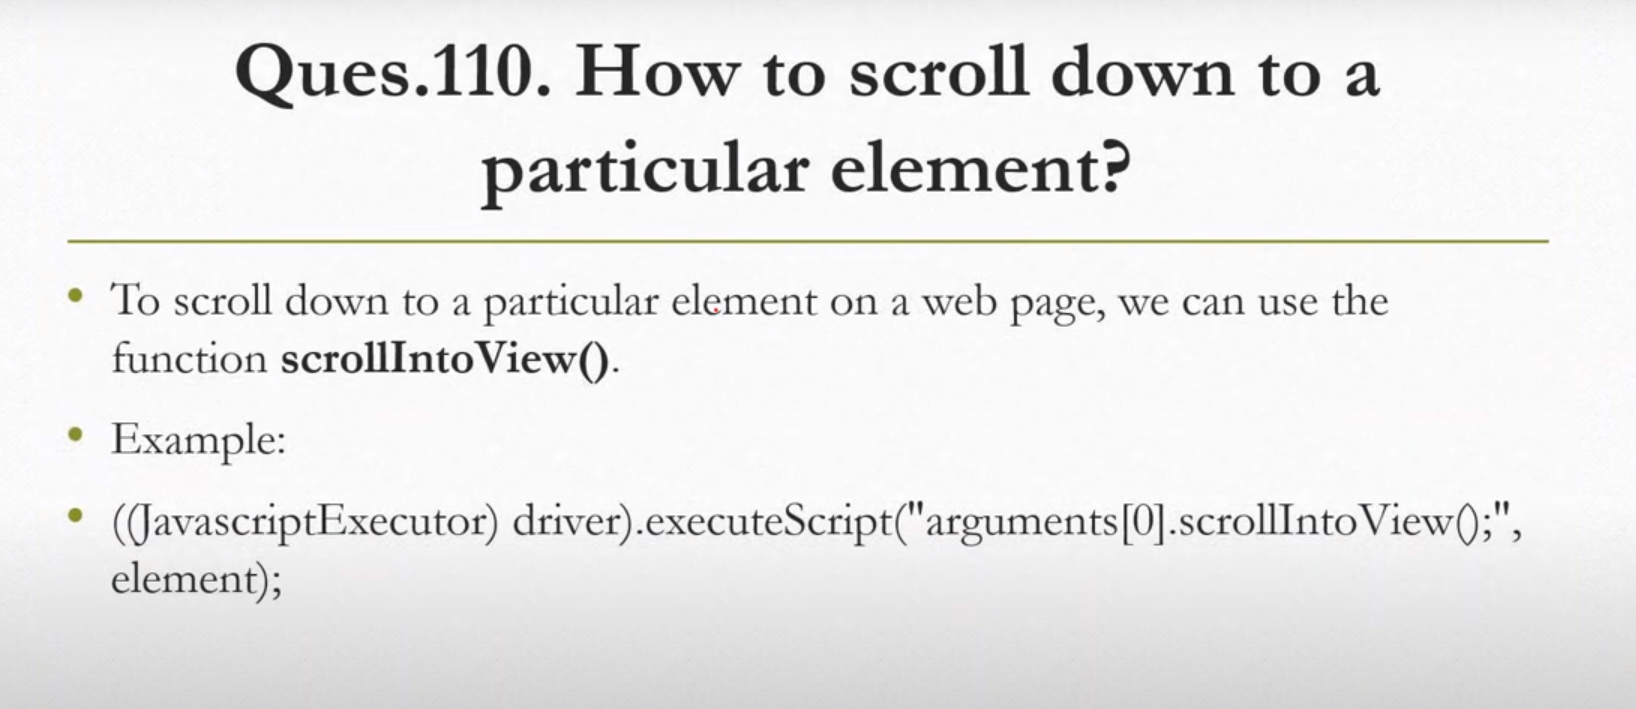 Ques.110. How to scroll down to a
particular element?
• To scroll down to a particular element on a web page, we can use the
function scrollIntoView().
• Example:
• ((JavascriptExecutor) driver).executeScript("arguments[0].scrollIntoView();",
element);